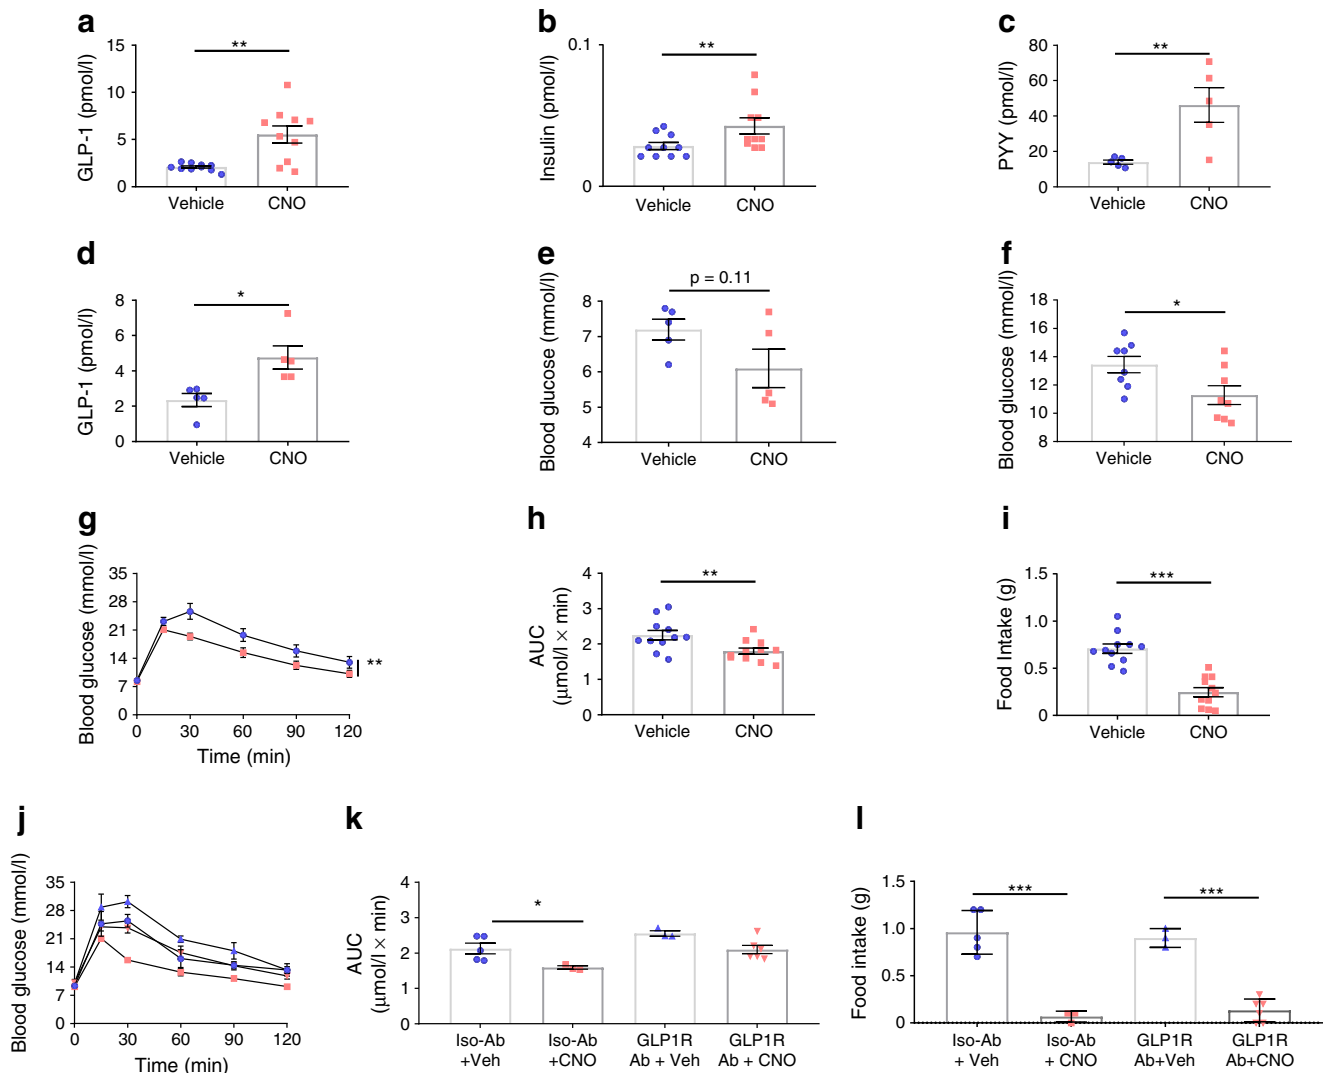 a
GLP-1 (pmol/l)
15
10
5
0
**
Vehicle
CNO
b
Insulin (pmol/l)
0.1
0
**
Vehicle
CNO
c
PYY (pmol/l)
80
60
40
20
0
**
Vehicle
CNO
d
GLP-1 (pmol/l)
8
6
4
2
0
*
Vehicle
CNO
e
Blood glucose (mmol/l)
8
7
6
5
4
p = 0.11
Vehicle
CNO
f
Blood glucose (mmol/l)
18
16
14
12
10
8
*
Vehicle
CNO
g
Blood glucose (mmol/l)
35
28
21
14
7
0
**
0 30 60 90 120
Time (min)
h
AUC
(μmol/l × min)
4
3
2
1
0
**
Vehicle
CNO
i
Food Intake (g)
1.5
1.0
0.5
0
***
Vehicle
CNO
j
Blood glucose (mmol/l)
35
28
21
14
7
0
0 30 60 90 120
Time (min)
k
AUC
(μmol/l × min)
4
3
2
1
0
*
Iso-Ab
+Veh
Iso-Ab
+CNO
GLP1R
Ab + Veh
GLP1R
Ab + CNO
l
Food intake (g)
1.5
1.0
0.5
0
***
***
Iso-Ab
+ Veh
Iso-Ab
+ CNO
GLP1R
Ab+Veh
GLP1R
Ab+CNO